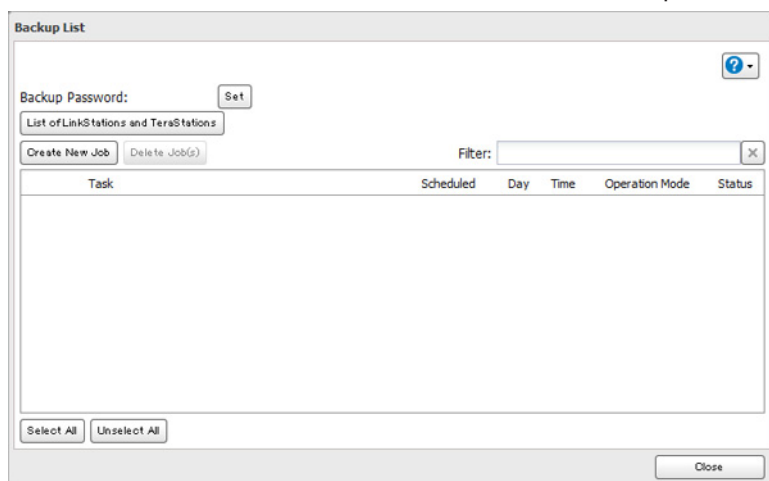 Backup List
?
Backup Password: Set
List of LinkStations and TeraStations
Create New Job Delete Job(s) Filter: ×
Task Scheduled Day Time Operation Mode Status
Select All Unselect All
Close